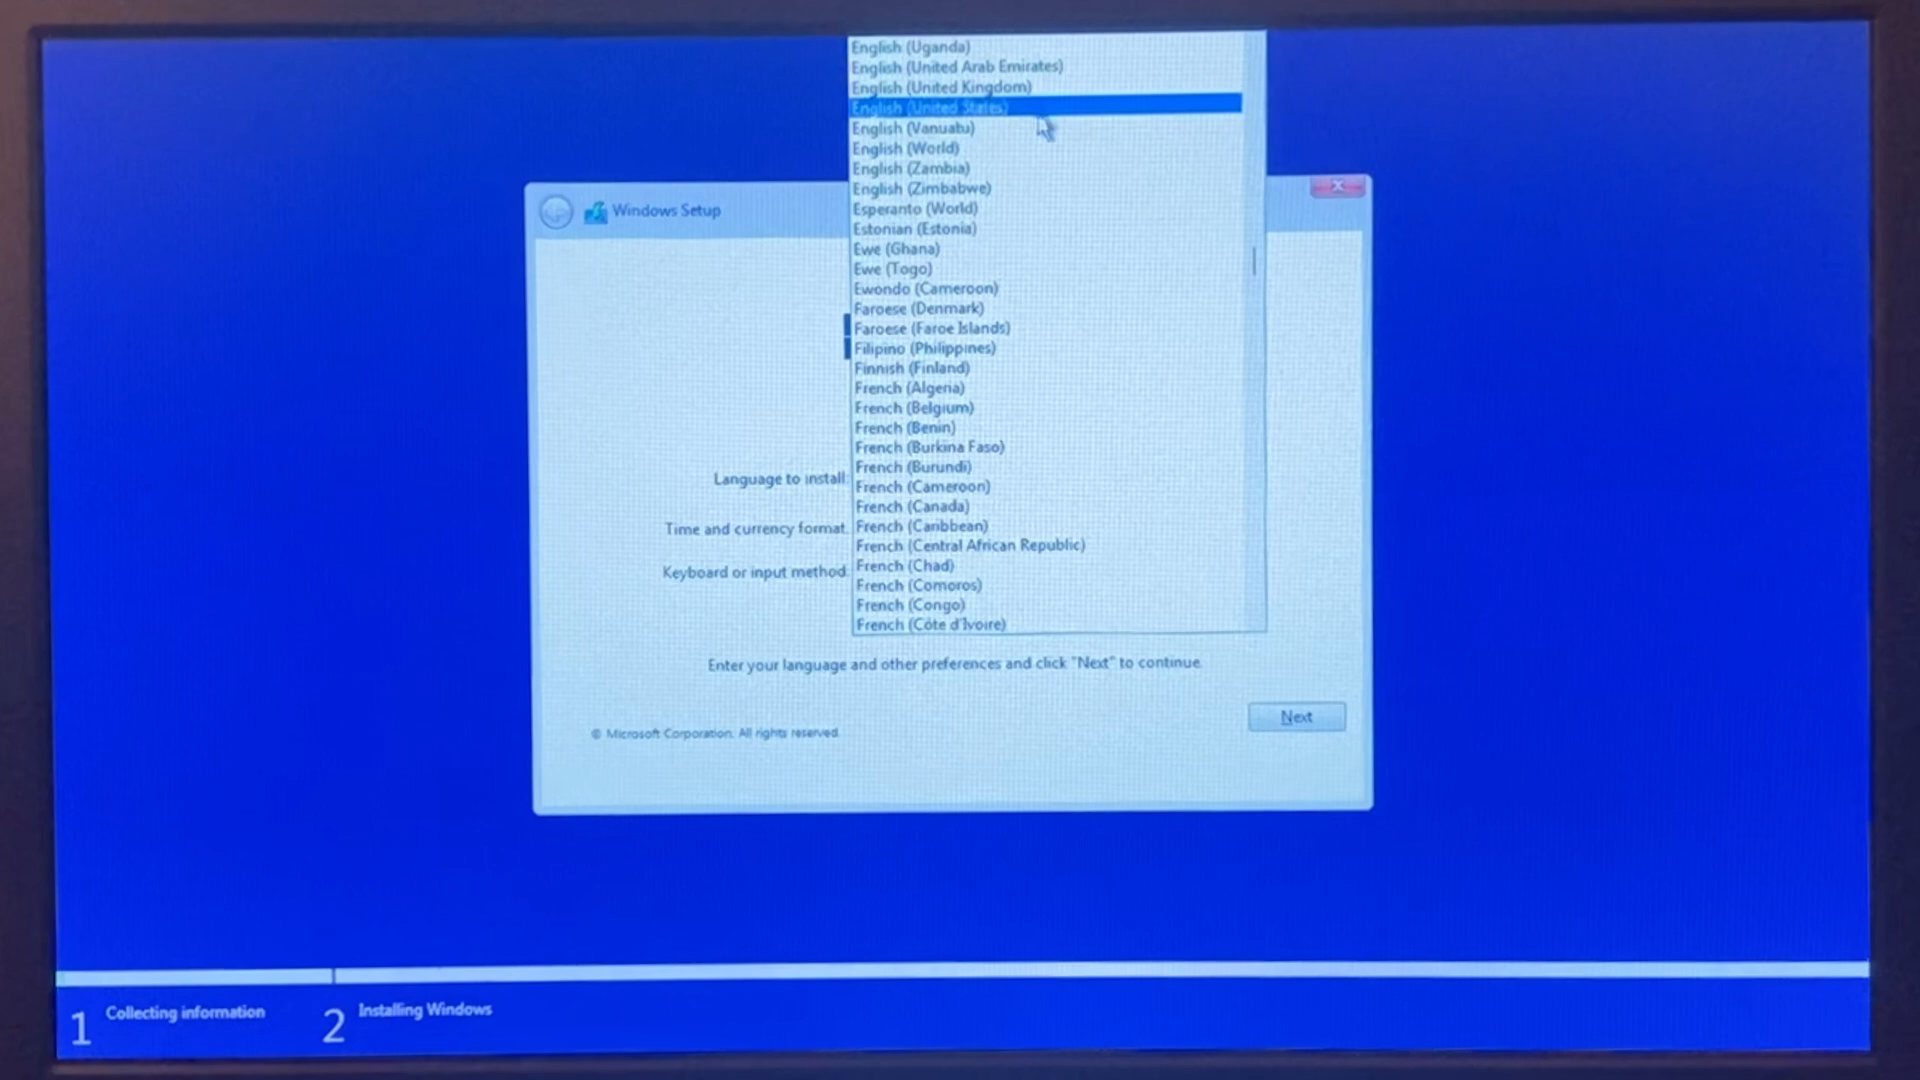 English (Uganda)
English (United Arab Emirates)
English (United Kingdom)
English (United States)
English (Vanuatu)
English (World)
English (Zambia)
English (Zimbabwe)
Esperanto (World)
Estonian (Estonia)
Ewe (Ghana)
Ewe (Togo)
Ewondo (Cameroon)
Faroese (Denmark)
Faroese (Faroe Islands)
Filipino (Philippines)
Finnish (Finland)
French (Algeria)
French (Belgium)
French (Benin)
French (Burkina Faso)
French (Burundi)
French (Cameroon)
French (Canada)
French (Caribbean)
French (Central African Republic)
French (Chad)
French (Comoros)
French (Congo)
French (Côte d'Ivoire)
Windows Setup
Language to install:
Time and currency format:
Keyboard or input method:
Enter your language and other preferences and click "Next" to continue.
Next
© Microsoft Corporation. All rights reserved.
1 Collecting information
2 Installing Windows